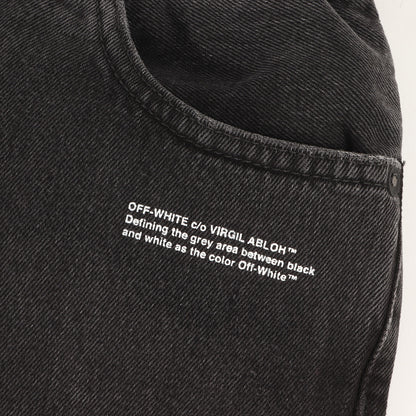 OFF-WHITE c/o VIRGIL ABLOH™
Defining the grey area between black
and white as the color Off-White™